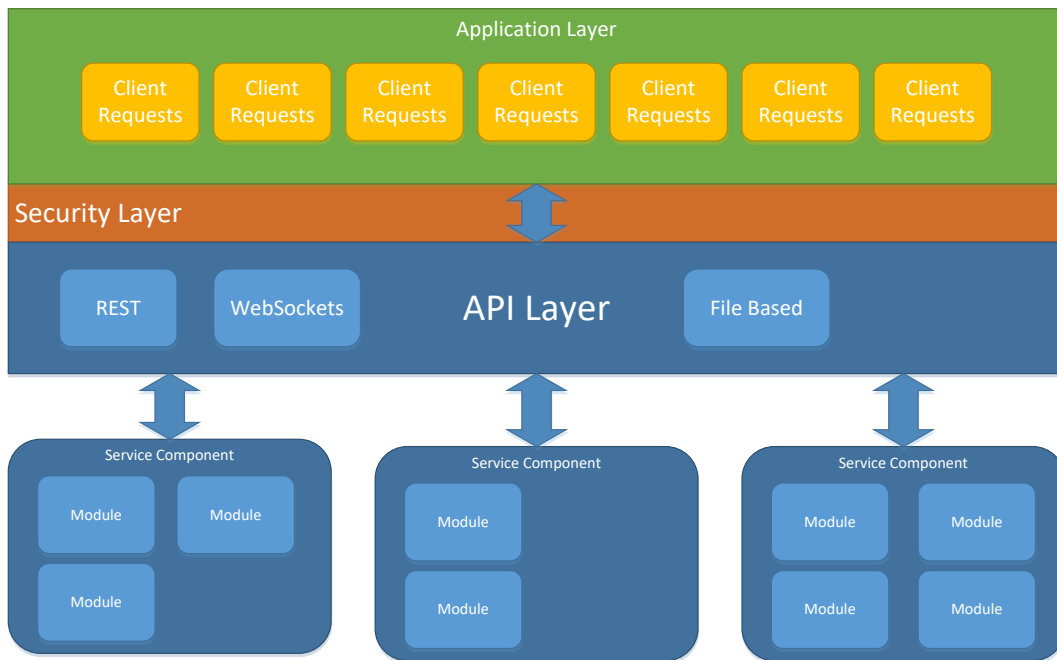 Application Layer
Client Requests
Client Requests
Client Requests
Client Requests
Client Requests
Client Requests
Client Requests
Security Layer
REST
WebSockets
API Layer
File Based
Service Component
Module
Module
Module
Service Component
Module
Module
Service Component
Module
Module
Module
Module